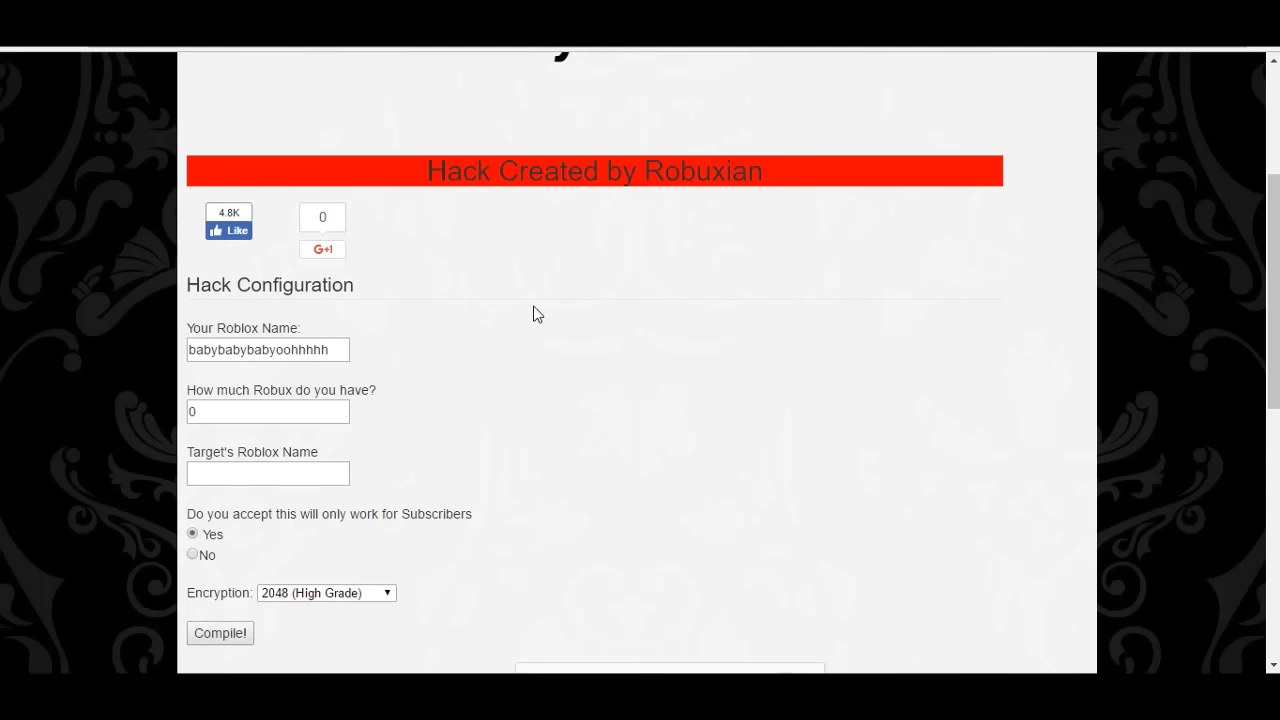 Hack Created by Robuxian
4.8K
0
Like
G+1
Hack Configuration
Your Roblox Name:
babybabybabyoohhhhh
How much Robux do you have?
0
Target's Roblox Name
Do you accept this will only work for Subscribers
Yes
No
Encryption: 2048 (High Grade)
Compile!